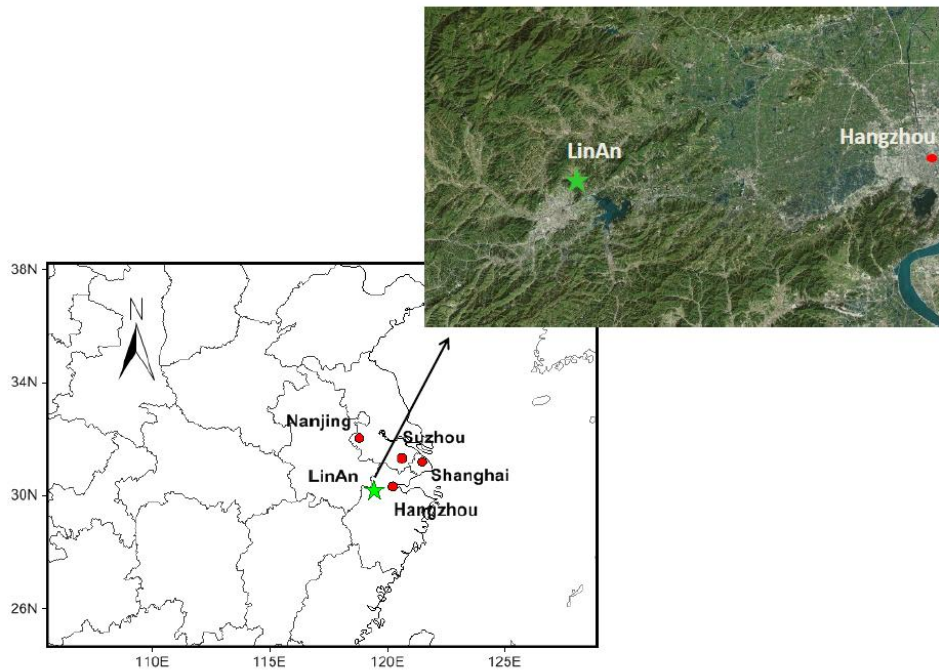 LinAn
Hangzhou
38N
N
34N
Nanjing
Suzhou
LinAn
Shanghai
30N
Hangzhou
26N
110E
115E
120E
125E